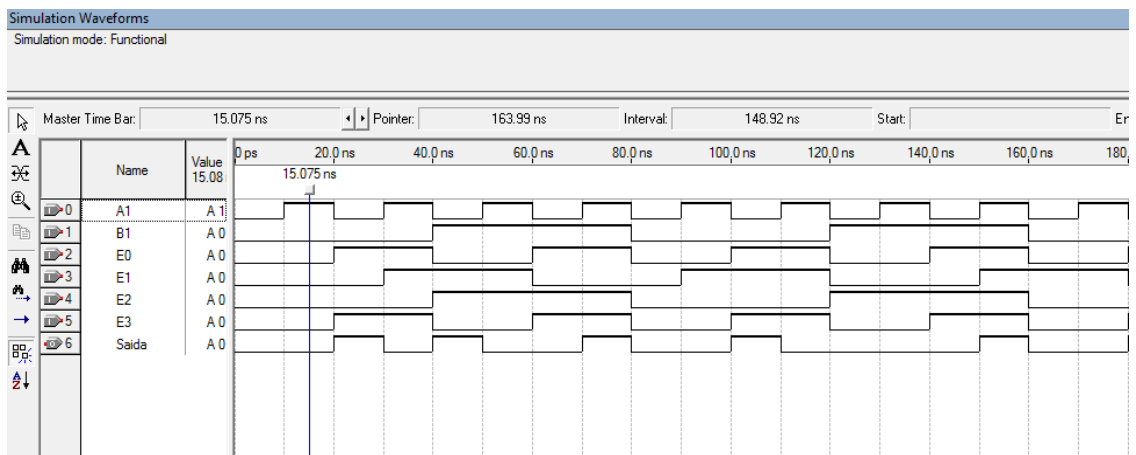 Simulation Waveforms
Simulation mode: Functional
Master Time Bar: 15.075 ns Pointer: 163.99 ns Interval: 148.92 ns Start: Er
Name Value 15.08 0 ps 20.0 ns 40.0 ns 60.0 ns 80.0 ns 100.0 ns 120.0 ns 140.0 ns 160.0 ns 180.
15.075 ns
0 A1 A 1
1 B1 A 0
2 E0 A 0
3 E1 A 0
4 E2 A 0
5 E3 A 0
6 Saida A 0